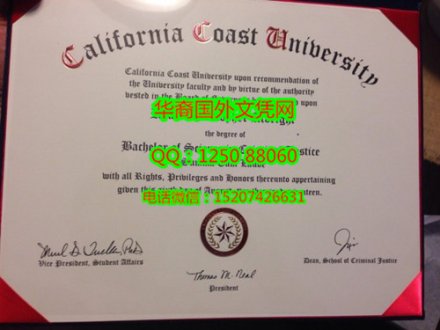 California Coast University
California Coast University upon recommendation of
the University faculty and by virtue of the authority
vested in the Board of upon
华裔国外文凭网
the degree of
Bachelor of
QQ：1250.88060
with all Rights, Privileges and Honors thereunto appertaining
given this
电话微信：15207426631
Vice President, Student Affairs
Thomas M. Neal
President
Dean, School of Criminal Justice